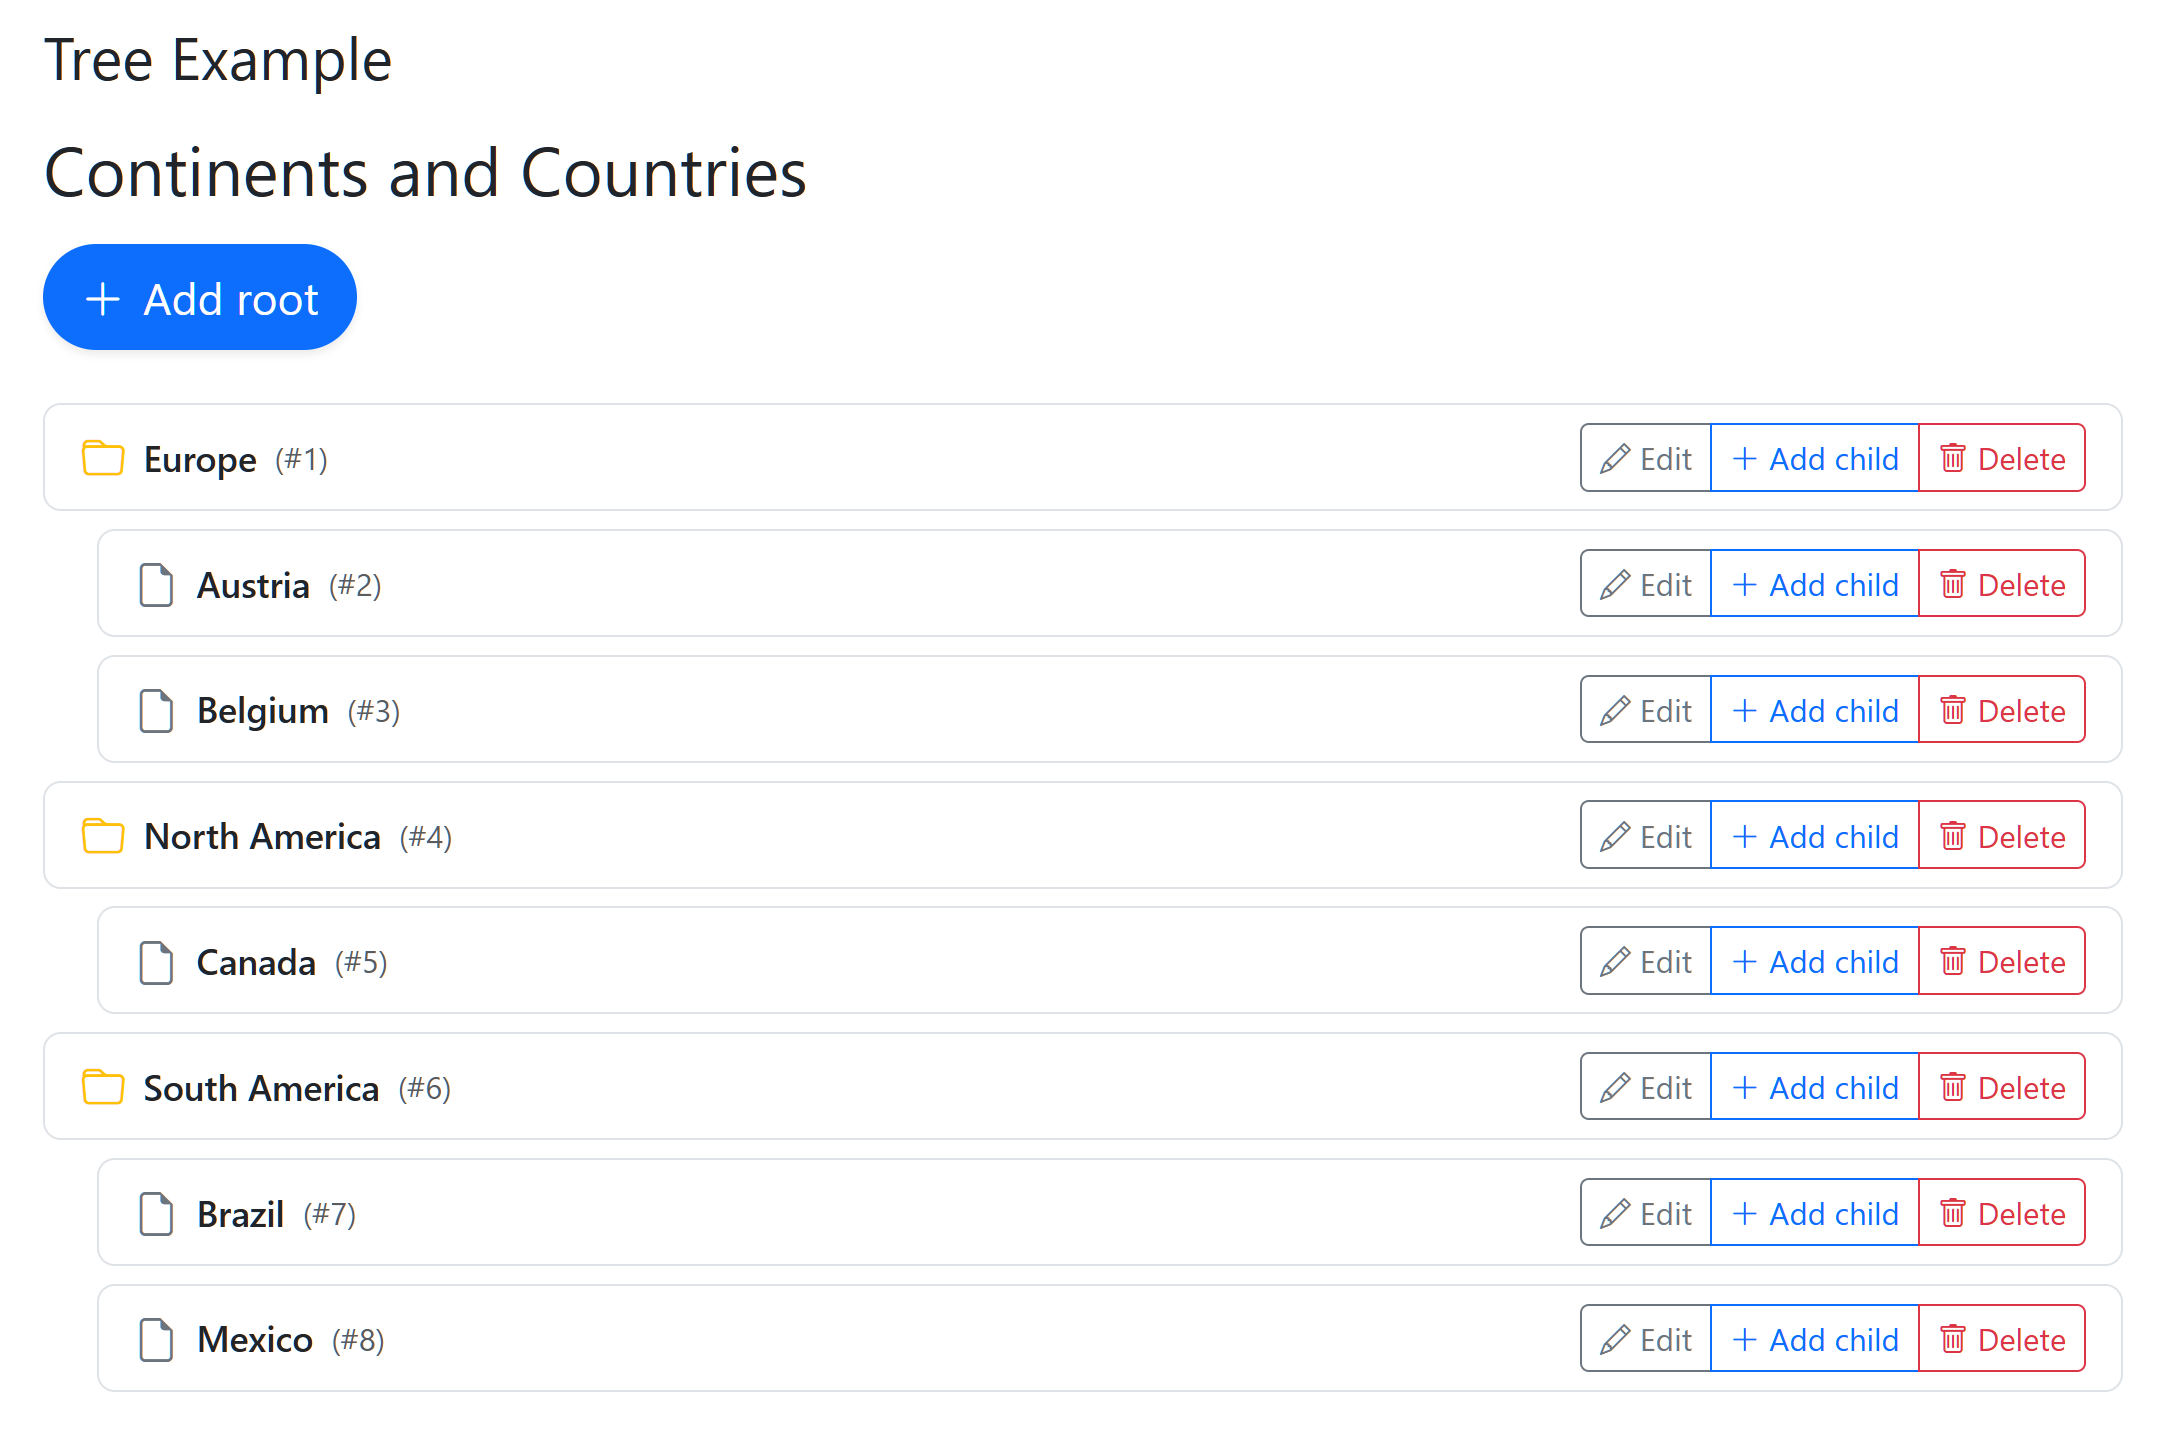 Tree Example
Continents and Countries
Add root
Europe (#1) Edit Add child Delete
Austria (#2) Edit Add child Delete
Belgium (#3) Edit Add child Delete
North America (#4) Edit Add child Delete
Canada (#5) Edit Add child Delete
South America (#6) Edit Add child Delete
Brazil (#7) Edit Add child Delete
Mexico (#8) Edit Add child Delete